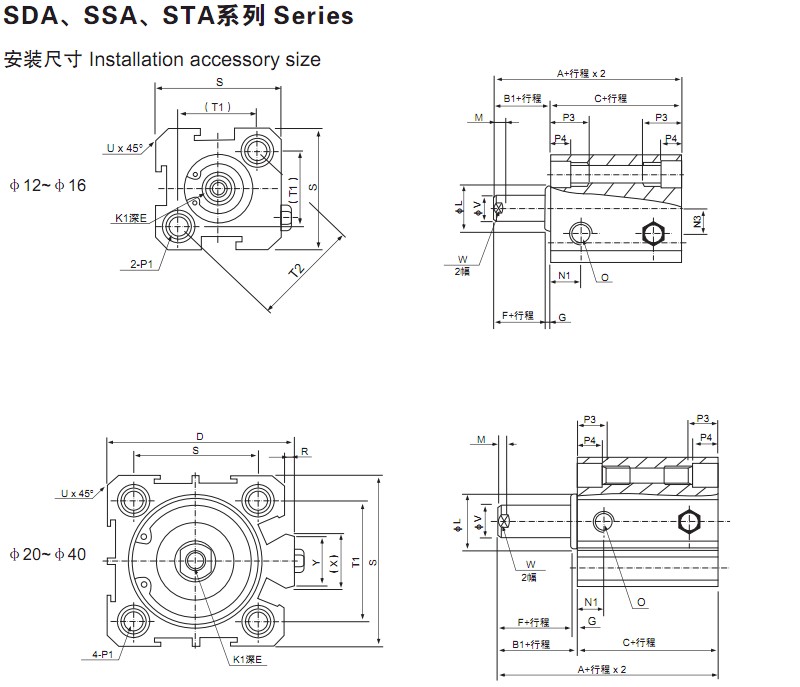 SDA、SSA、STA系列 Series
安装尺寸 Installation accessory size
S
(T1)
U x 45°
φ12~φ16
(T1)
S
K1深E
2-P1
T2
A+行程 x 2
B1+行程
C+行程
M
P3
P3
P4
P4
φL
φV
N3
W
2幅
N1
O
F+行程
G
D
S
R
U x 45°
φ20~φ40
Y
(X)
T1
S
4-P1
K1深E
P3
P3
M
P4
P4
φL
φV
W
2幅
N1
O
F+行程
G
B1+行程
C+行程
A+行程 x 2